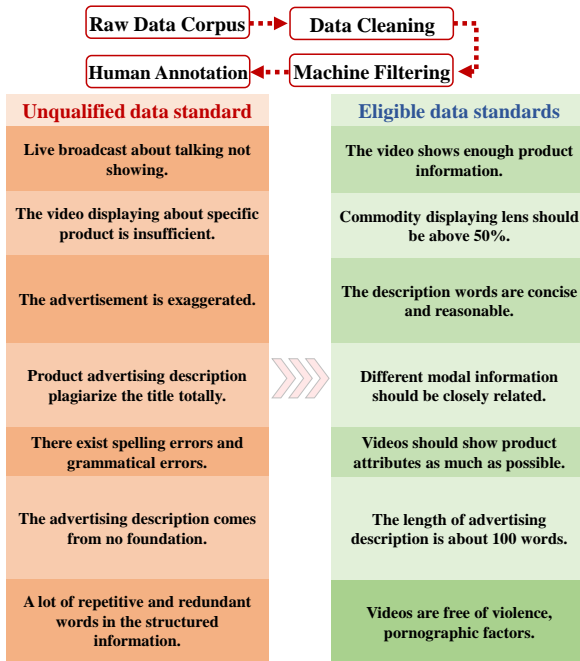 Raw Data Corpus
Data Cleaning
Human Annotation
Machine Filtering
Unqualified data standard
Eligible data standards
Live broadcast about talking not
showing.
The video shows enough product
information.
The video displaying about specific
product is insufficient.
Commodity displaying lens should
be above 50%.
The advertisement is exaggerated.
The description words are concise
and reasonable.
Product advertising description
plagiarize the title totally.
Different modal information
should be closely related.
There exist spelling errors and
grammatical errors.
Videos should show product
attributes as much as possible.
The advertising description comes
from no foundation.
The length of advertising
description is about 100 words.
A lot of repetitive and redundant
words in the structured
information.
Videos are free of violence,
pornographic factors.